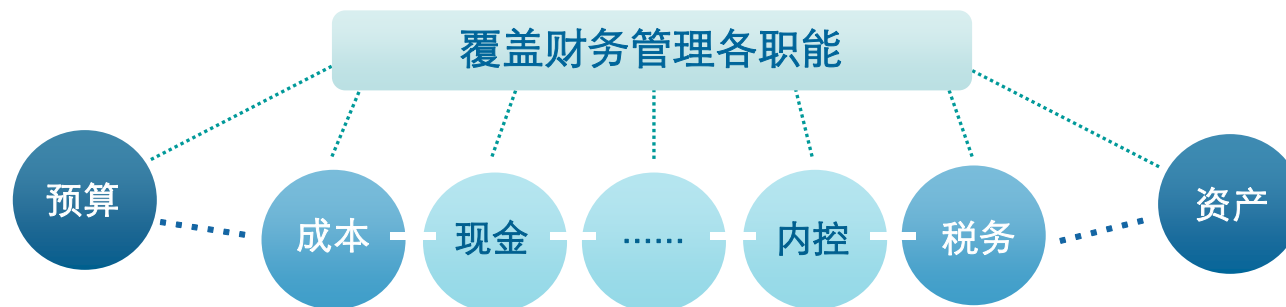 覆盖财务管理各职能
预算
成本
现金
……
内控
税务
资产